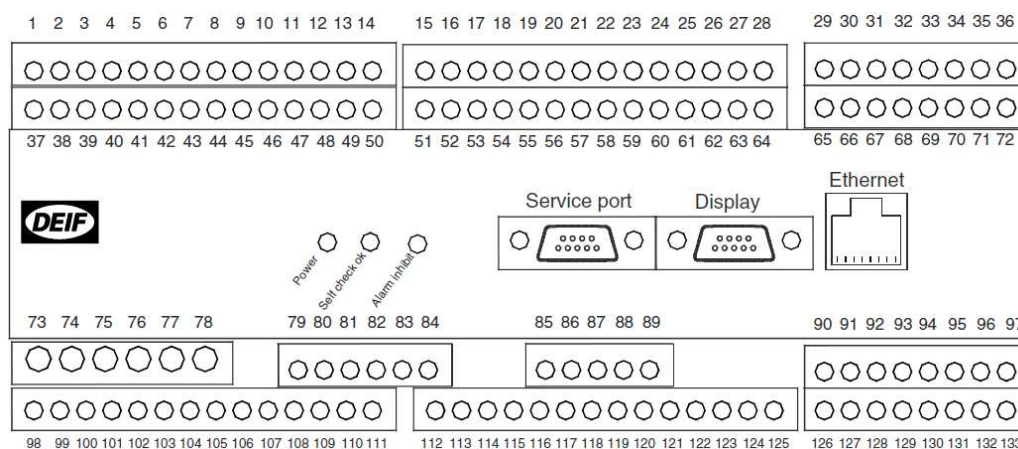 1 2 3 4 5 6 7 8 9 10 11 12 13 14 15 16 17 18 19 20 21 22 23 24 25 26 27 28 29 30 31 32 33 34 35 36
37 38 39 40 41 42 43 44 45 46 47 48 49 50 51 52 53 54 55 56 57 58 59 60 61 62 63 64 65 66 67 68 69 70 71 72
Ethernet
Service port Display
DEIF
Power Self check ok Alarm inhibit
73 74 75 76 77 78 79 80 81 82 83 84 85 86 87 88 89 90 91 92 93 94 95 96 97
98 99 100 101 102 103 104 105 106 107 108 109 110 111 112 113 114 115 116 117 118 119 120 121 122 123 124 125 126 127 128 129 130 131 132 133